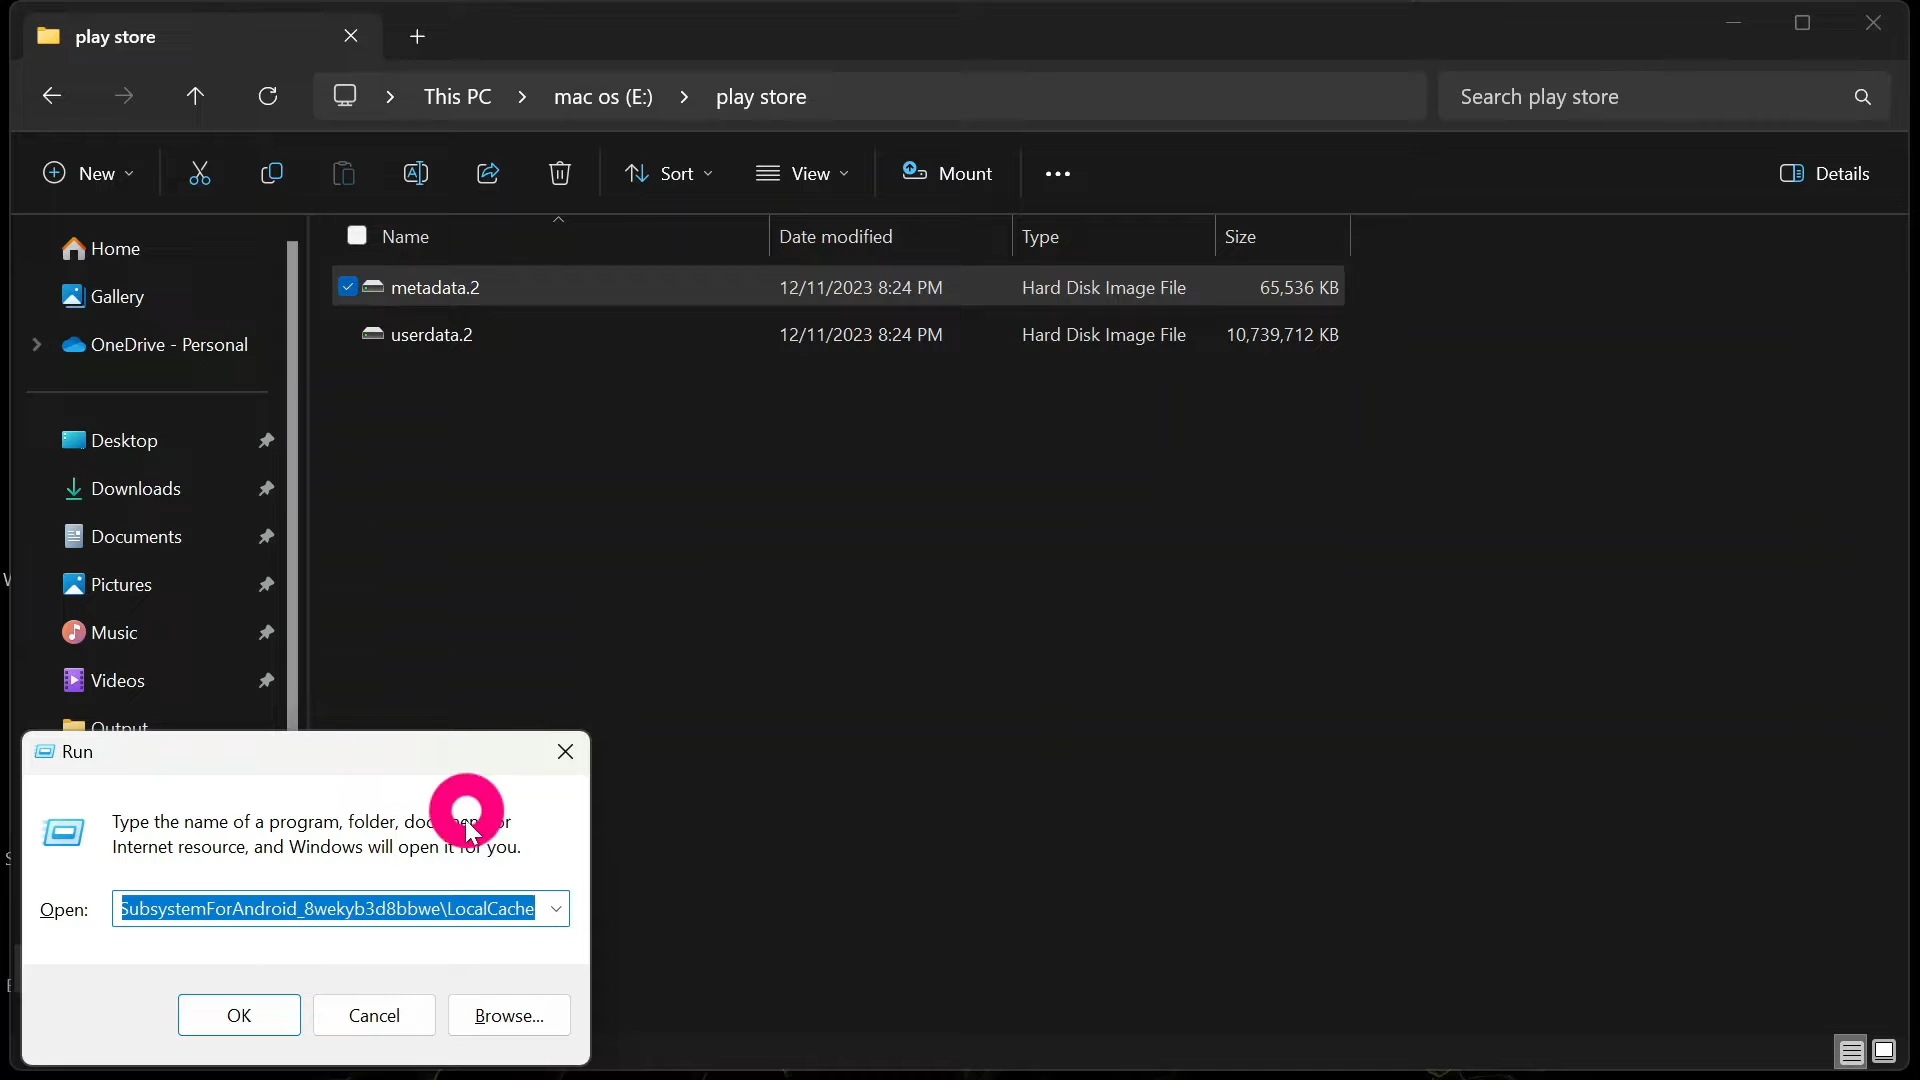 play store
This PC
mac os (E:)
play store
Search play store
New
Sort
View
Mount
Details
Home
Gallery
OneDrive - Personal
Desktop
Downloads
Documents
Pictures
Music
Videos
Output
Name Date modified Type Size
metadata.2 12/11/2023 8:24 PM Hard Disk Image File 65,536 KB
userdata.2 12/11/2023 8:24 PM Hard Disk Image File 10,739,712 KB
Run
Type the name of a program, folder, document, or
Internet resource, and Windows will open it for you.
Open: SubsystemForAndroid_8wekyb3d8bbwe\LocalCache
OK Cancel Browse...